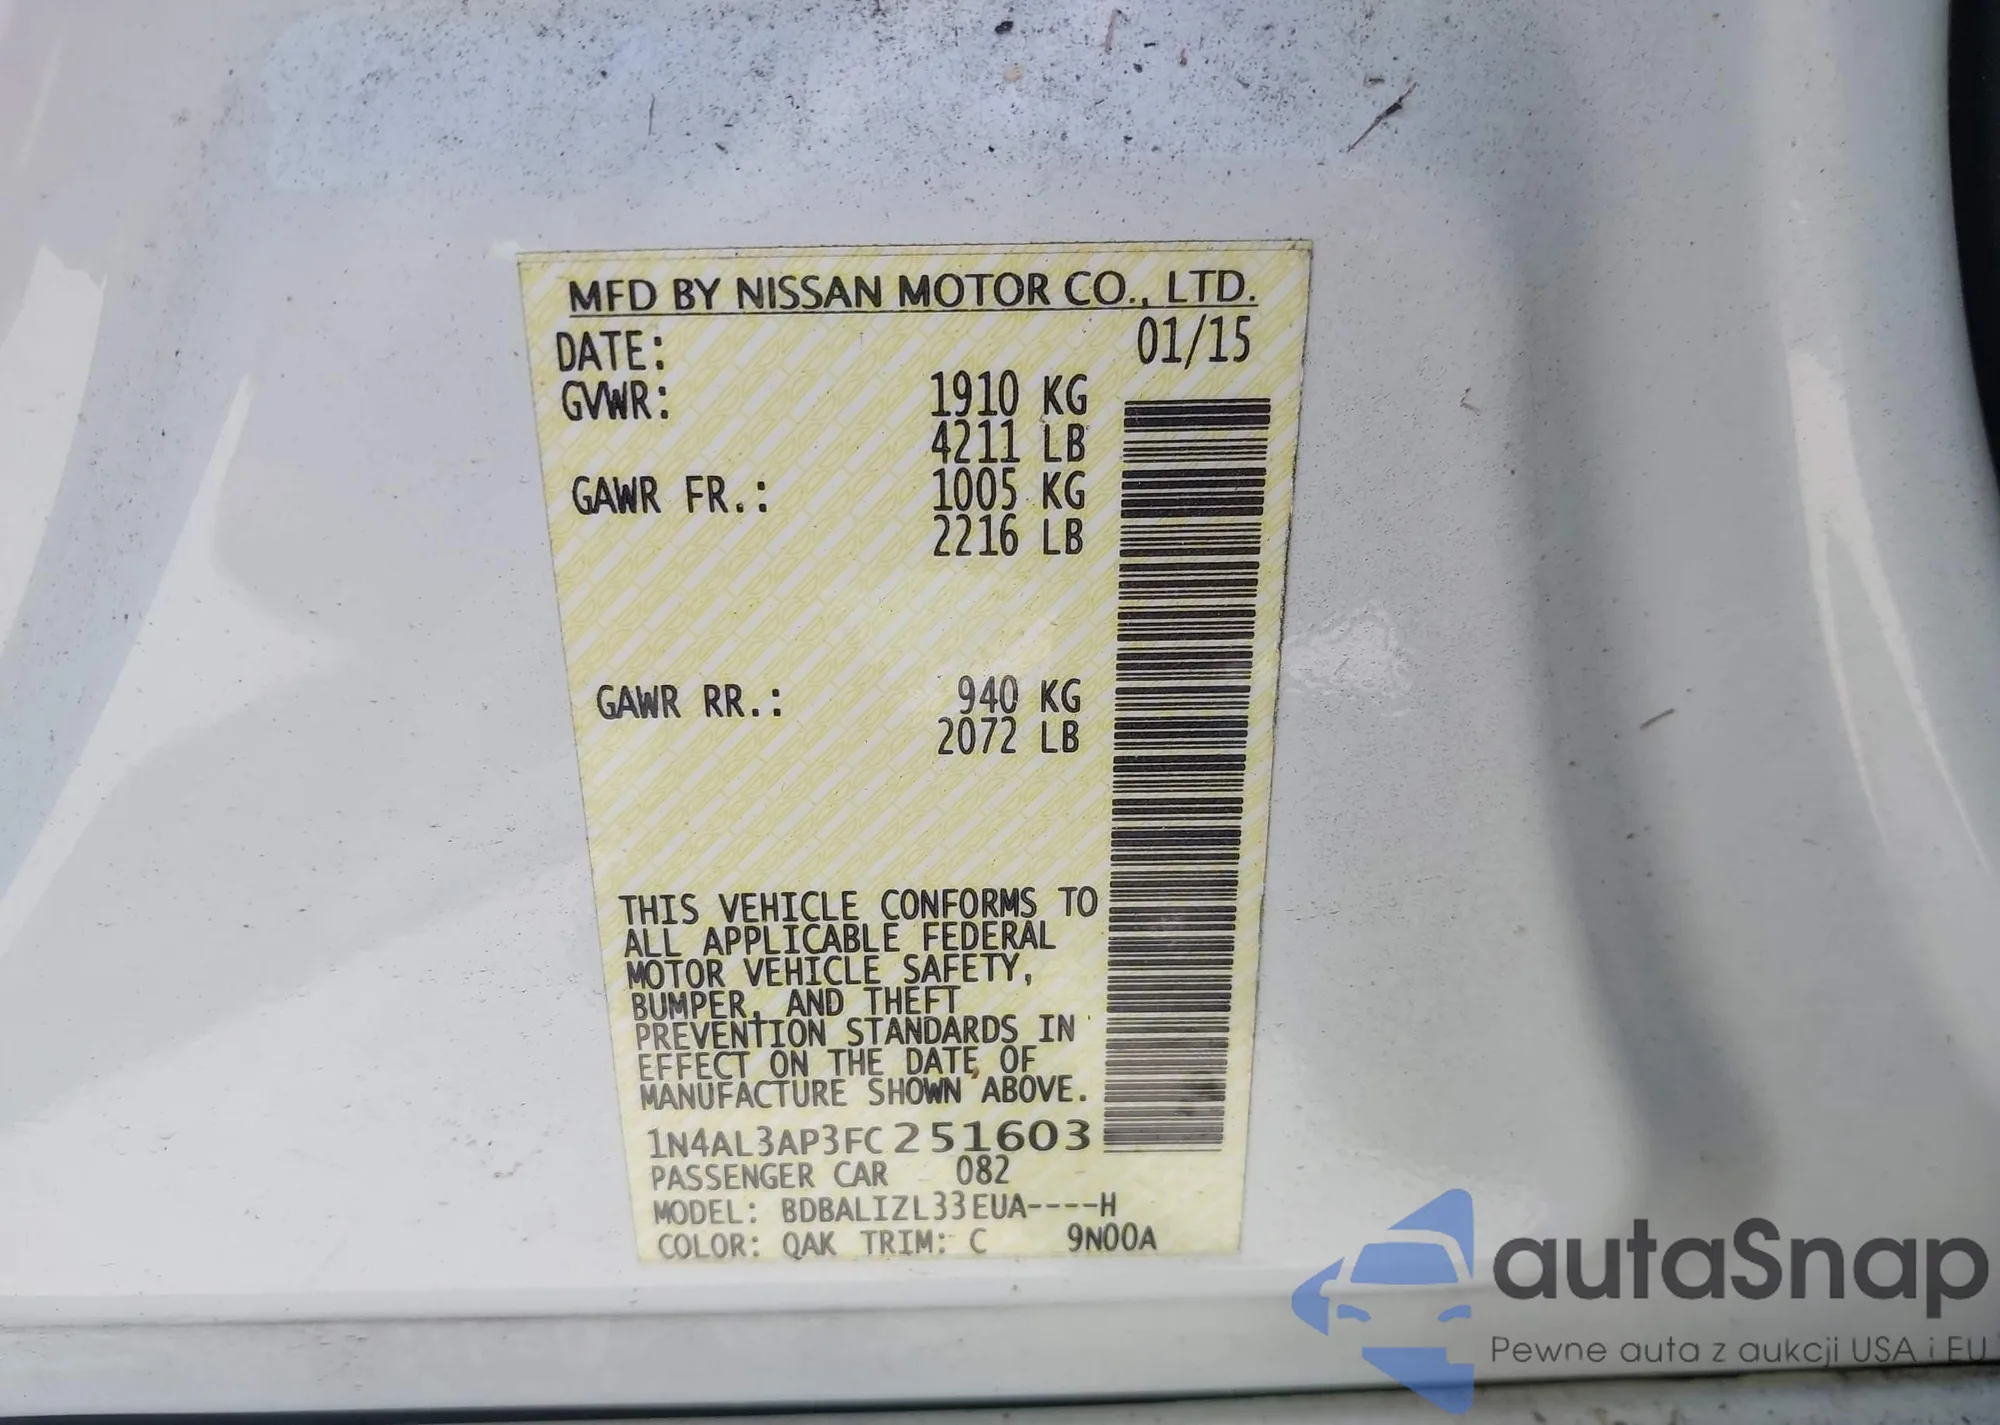 MFD BY NISSAN MOTOR CO., LTD.
DATE: 01/15
GVWR: 1910 KG
4211 LB
GAWR FR.: 1005 KG
2216 LB
GAWR RR.: 940 KG
2072 LB
THIS VEHICLE CONFORMS TO
ALL APPLICABLE FEDERAL
MOTOR VEHICLE SAFETY,
BUMPER, AND THEFT
PREVENTION STANDARDS IN
EFFECT ON THE DATE OF
MANUFACTURE SHOWN ABOVE.
1N4AL3AP3FC251603
PASSENGER CAR 082
MODEL: BDBALIZL33EUA----H
COLOR: QAK TRIM: C 9N00A
autoSnap
Pewne auta z aukcji USA i EU